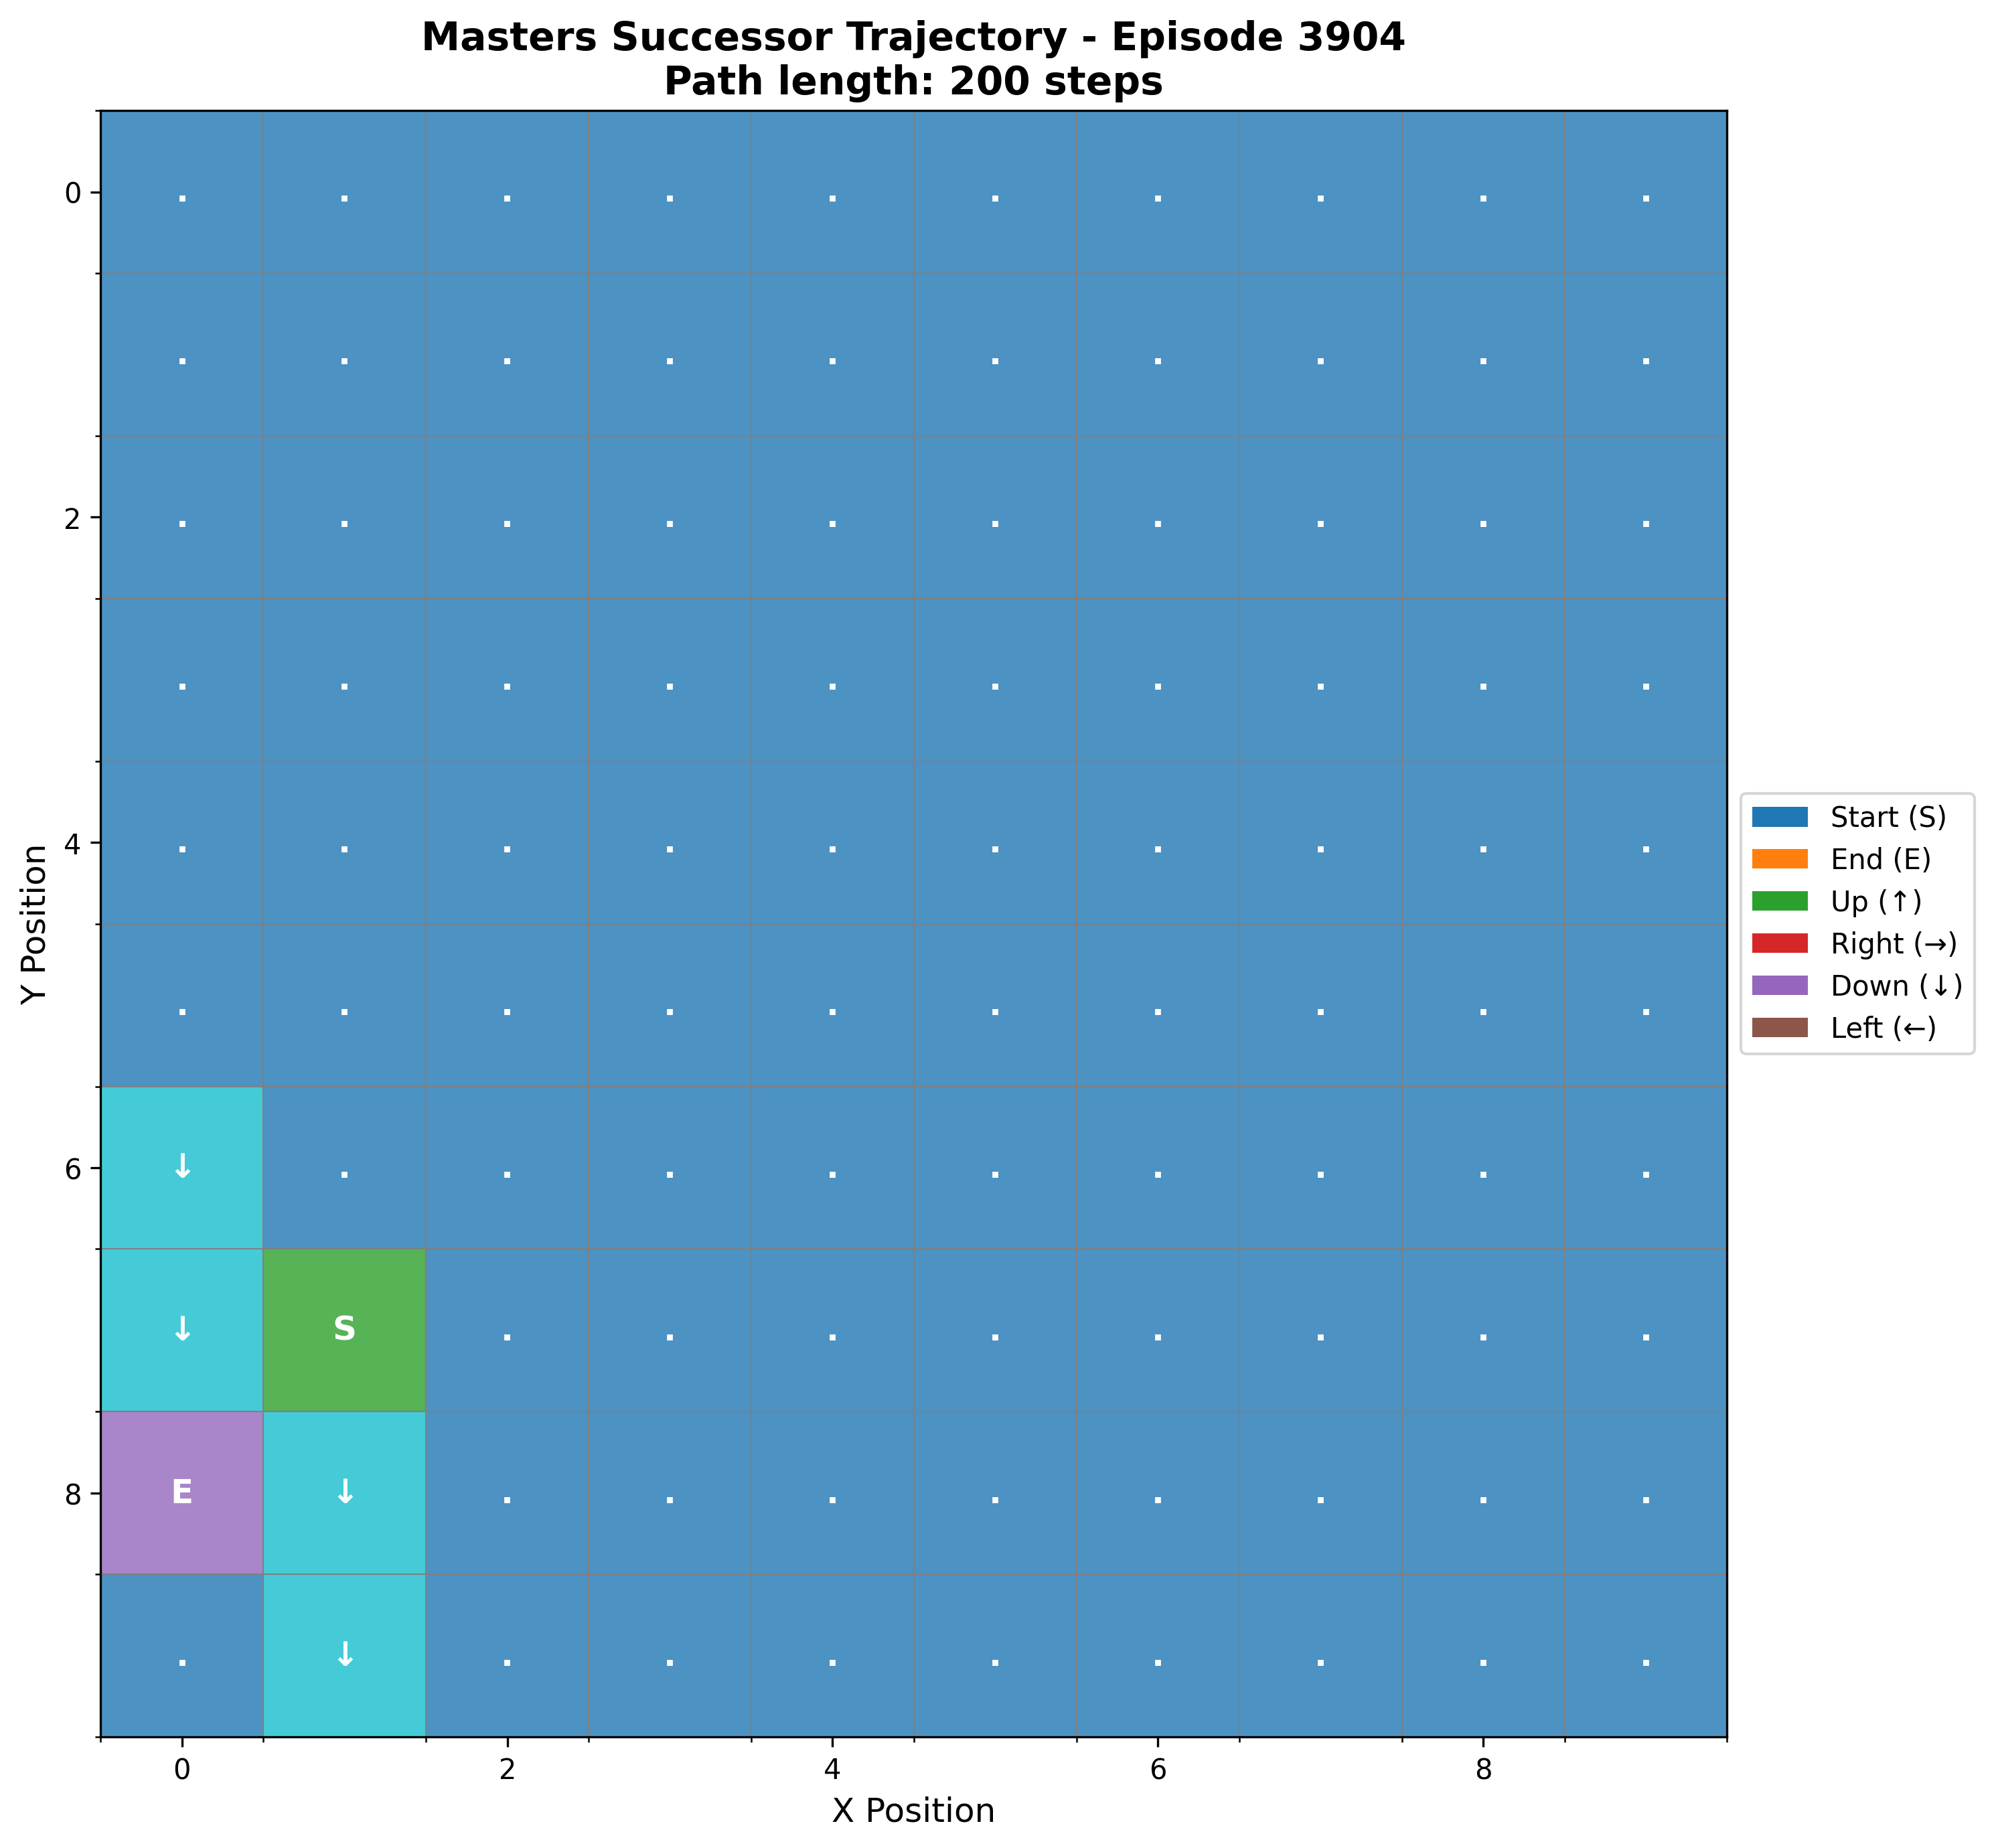 Masters Successor Trajectory - Episode 3904
Path length: 200 steps
0
2
4
6
8
Y Position
↓
↓ S
E ↓
↓
0 2 4 6 8
X Position
Start (S)
End (E)
Up (↑)
Right (→)
Down (↓)
Left (←)